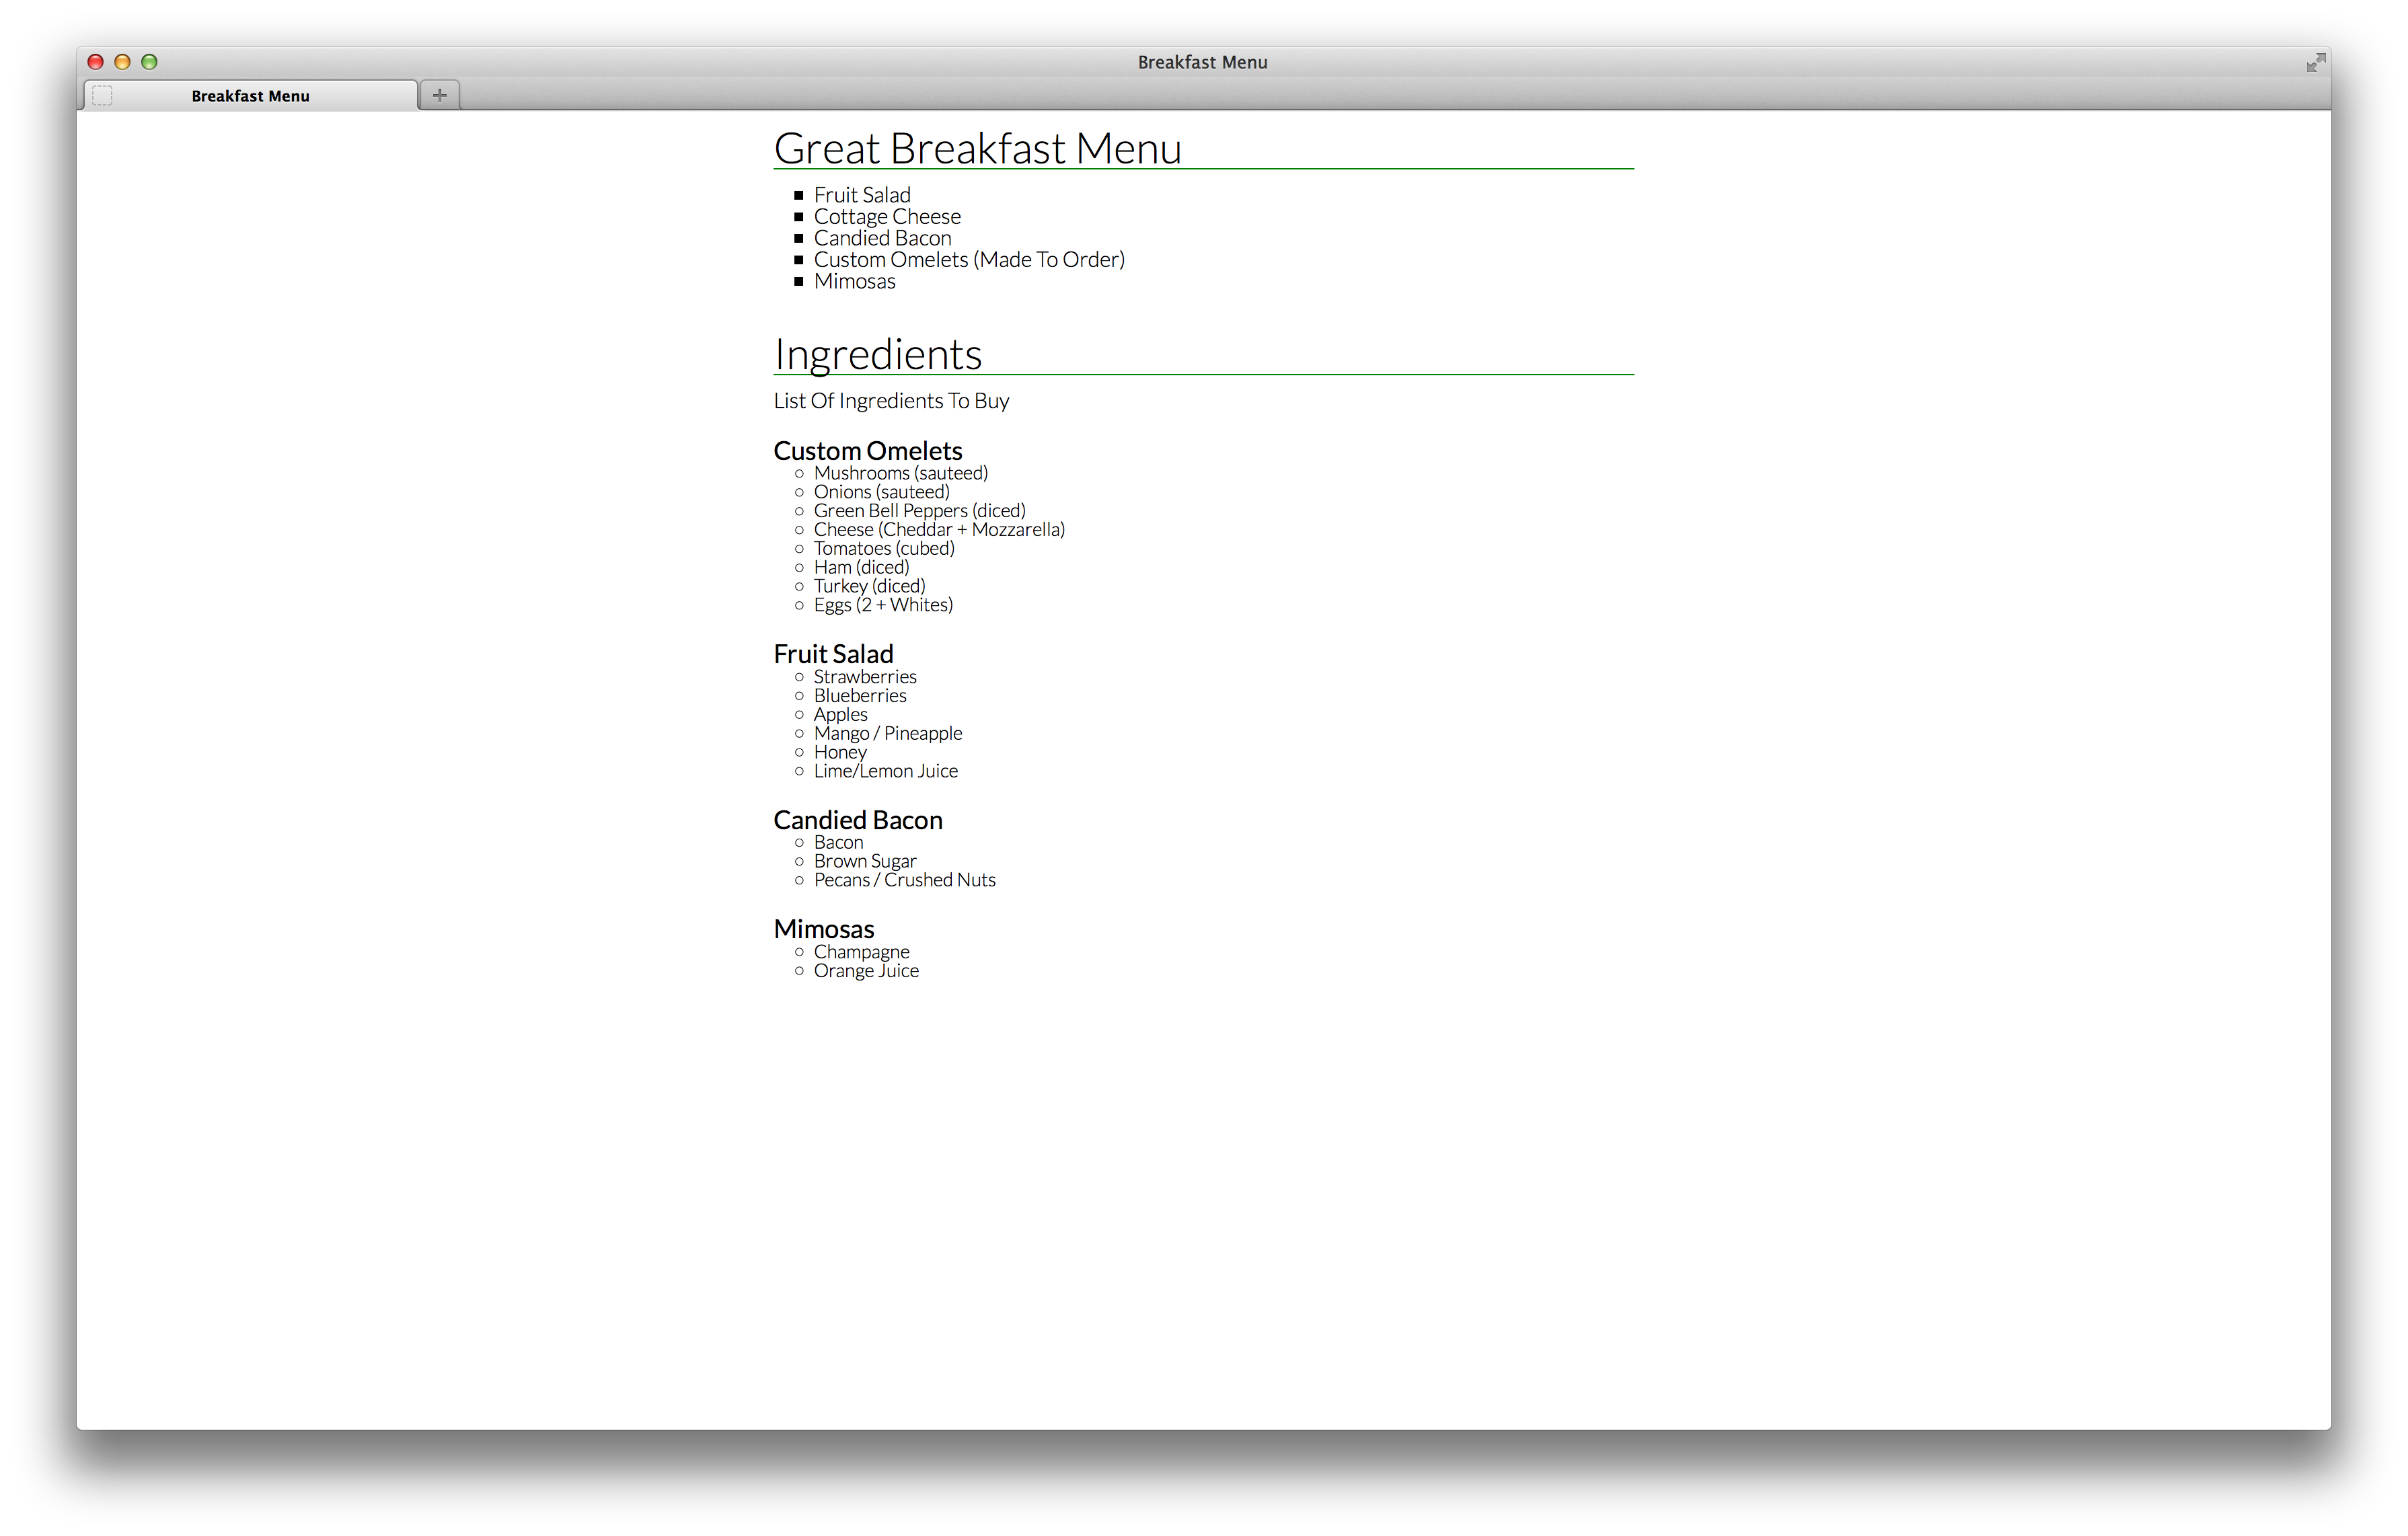 Breakfast Menu
Breakfast Menu
Great Breakfast Menu
Fruit Salad
Cottage Cheese
Candied Bacon
Custom Omelets (Made To Order)
Mimosas
Ingredients
List Of Ingredients To Buy
Custom Omelets
Mushrooms (sauteed)
Onions (sauteed)
Green Bell Peppers (diced)
Cheese (Cheddar + Mozzarella)
Tomatoes (cubed)
Ham (diced)
Turkey (diced)
Eggs (2 + Whites)
Fruit Salad
Strawberries
Blueberries
Apples
Mango / Pineapple
Honey
Lime/Lemon Juice
Candied Bacon
Bacon
Brown Sugar
Pecans / Crushed Nuts
Mimosas
Champagne
Orange Juice